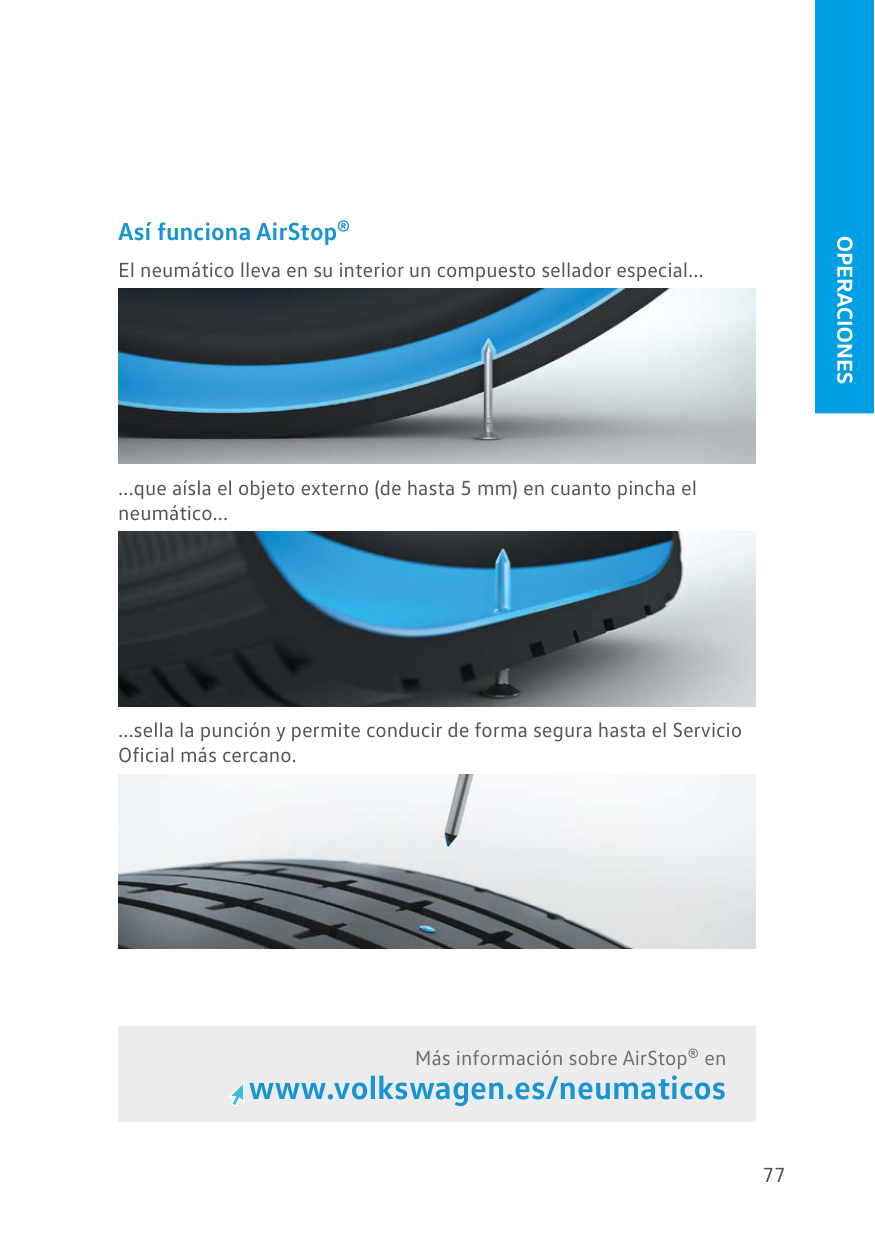 Así funciona AirStop®
El neumático lleva en su interior un compuesto sellador especial...
...que aísla el objeto externo (de hasta 5 mm) en cuanto pincha el
neumático...
...sella la punción y permite conducir de forma segura hasta el Servicio
Oficial más cercano.
Más información sobre AirStop® en
www.volkswagen.es/neumaticos
77
OPERACIONES